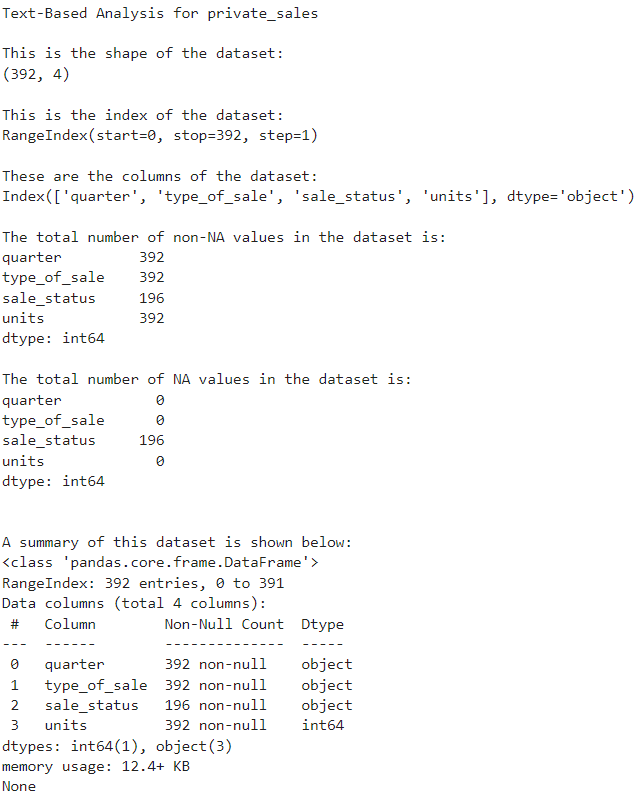 Text-Based Analysis for private_sales
This is the shape of the dataset:
(392, 4)
This is the index of the dataset:
RangeIndex(start=0, stop=392, step=1)
These are the columns of the dataset:
Index(['quarter', 'type_of_sale', 'sale_status', 'units'], dtype='object')
The total number of non-NA values in the dataset is:
quarter         392
type_of_sale    392
sale_status     196
units           392
dtype: int64
The total number of NA values in the dataset is:
quarter           0
type_of_sale      0
sale_status     196
units             0
dtype: int64
A summary of this dataset is shown below:
<class 'pandas.core.frame.DataFrame'>
RangeIndex: 392 entries, 0 to 391
Data columns (total 4 columns):
 #   Column        Non-Null Count  Dtype
---  ------        --------------  -----
 0   quarter       392 non-null    object
 1   type_of_sale  392 non-null    object
 2   sale_status   196 non-null    object
 3   units         392 non-null    int64
dtypes: int64(1), object(3)
memory usage: 12.4+ KB
None